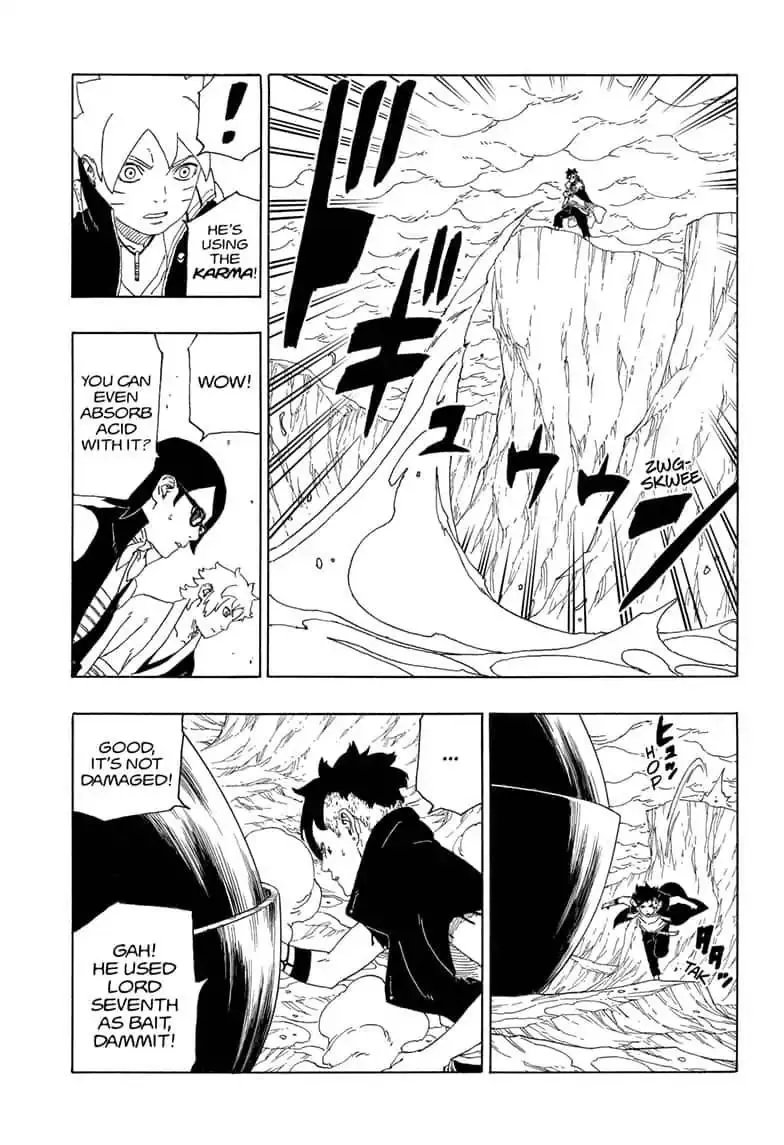 ドギュウウン
ZWG-
SKWEE
!
HE'S
USING
THE
KARMA!
WOW!
YOU CAN
EVEN
ABSORB
ACID
WITH IT?
ヒュッ
HOP
タッ
TAK
...
GOOD,
IT'S NOT
DAMAGED!
GAH!
HE USED
LORD
SEVENTH
AS BAIT,
DAMMIT!